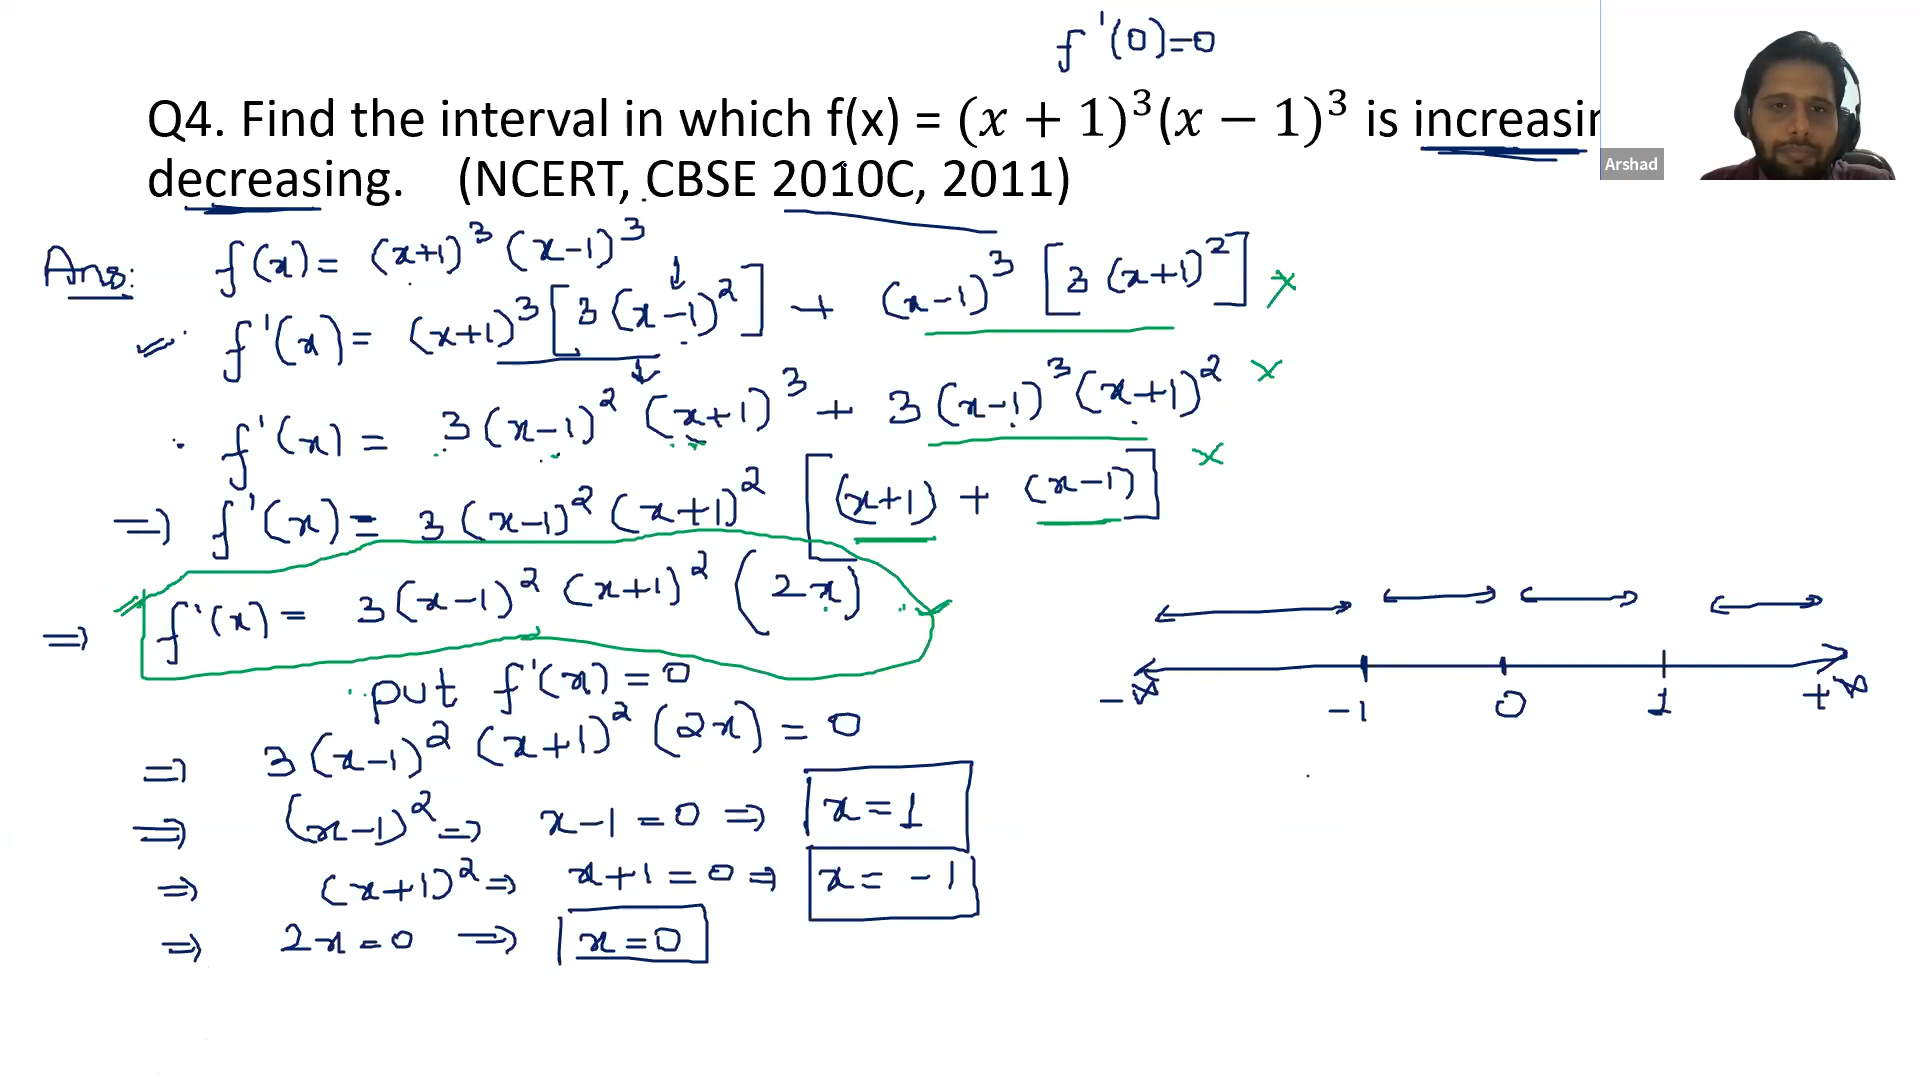 f'(0)=0
Q4. Find the interval in which f(x) = (x + 1)³(x − 1)³ is increasin
Arshad
decreasing. (NCERT, CBSE 2010C, 2011)
Ans: f(x) = (x+1)³ (x-1)³
f'(x) = (x+1)³ [3(x-1)²] + (x-1)³ [3(x+1)²] ×
f'(x) = 3(x-1)² (x+1)³ + 3(x-1)³ (x+1)² ×
=) f'(x) = 3(x-1)² (x+1)² [(x+1) + (x-1)] ×
⇒ f'(x) = 3(x-1)² (x+1)² (2x)
put f'(x) = 0
⇒ 3(x-1)² (x+1)² (2x) = 0
⇒ (x-1)² ⇒ x-1 = 0 ⇒ x = 1
⇒ (x+1)² ⇒ x+1 = 0 ⇒ x = -1
⇒ 2x = 0 ⇒ x = 0
-∞ -1 0 1 +∞